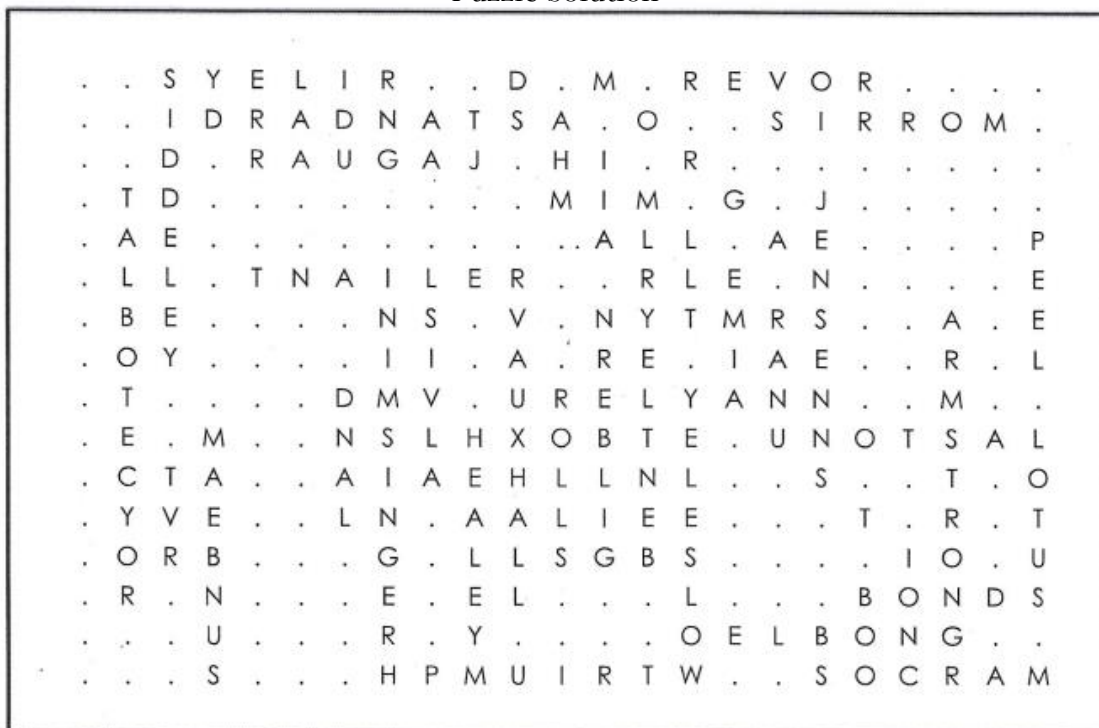 Puzzle Solution
. . S Y E L I R . . D . M . R E V O R . . . .
. . I D R A D N A T S A . O . . S I R R O M .
. . D . R A U G A J . H I . R . . . . . . . .
. T D . . . . . . . . M I M . G . J . . . . .
. A E . . . . . . . . . . A L L . A E . . . . P
. L L . T N A I L E R . . R L E . N . . . . E
. B E . . . . N S . V . N Y T M R S . . A . E
. O Y . . . . I I . A . R E . I A E . . R . L
. T . . . . D M V . U R E L Y A N N . . M . .
. E . M . . N S L H X O B T E . U N O T S A L
. C T A . . A I A E H L L N L . . S . . T . O
. Y V E . . L N . A A L I E E . . . T . R . T
. O R B . . . G . L L S G B S . . . . I O . U
. R . N . . . E . E L . . . L . . . B O N D S
. . . U . . . R . Y . . . . O E L B O N G . .
. . . S . . . H P M U I R T W . . S O C R A M